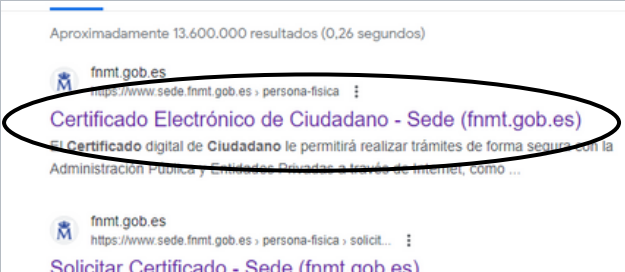 Aproximadamente 13.600.000 resultados (0,26 segundos)
fnmt.gob.es
https://www.sede.fnmt.gob.es › persona-fisica
Certificado Electrónico de Ciudadano - Sede (fnmt.gob.es)
El Certificado digital de Ciudadano le permitirá realizar trámites de forma segura con la
Administración Pública y Entidades Privadas a través de Internet, como ...
fnmt.gob.es
https://www.sede.fnmt.gob.es › persona-fisica › solicit...
Solicitar Certificado - Sede (fnmt.gob.es)